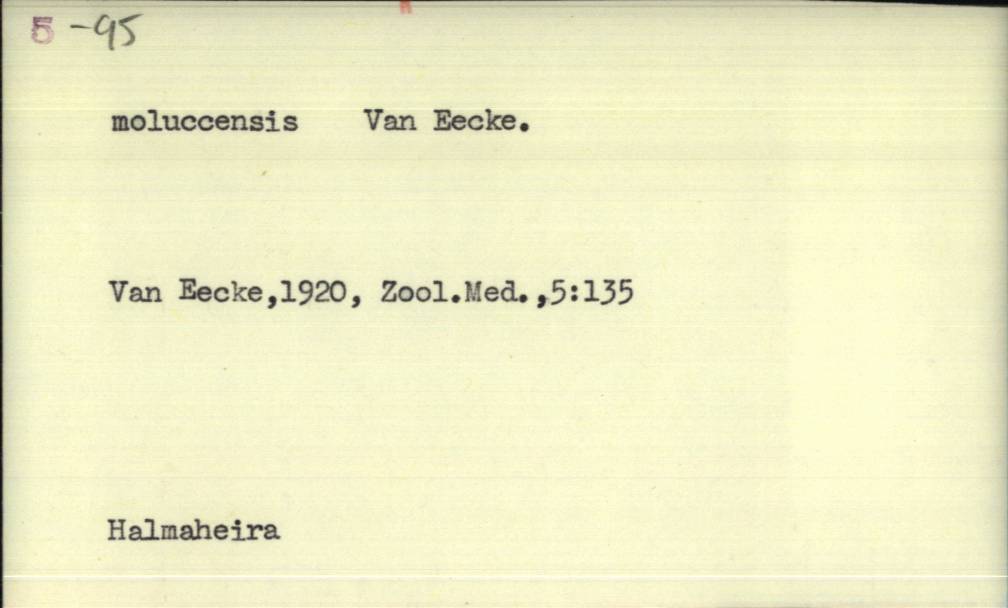 5 -95
moluccensis Van Eecke.
Van Eecke,1920, Zool.Med.,5:135
Halmaheira